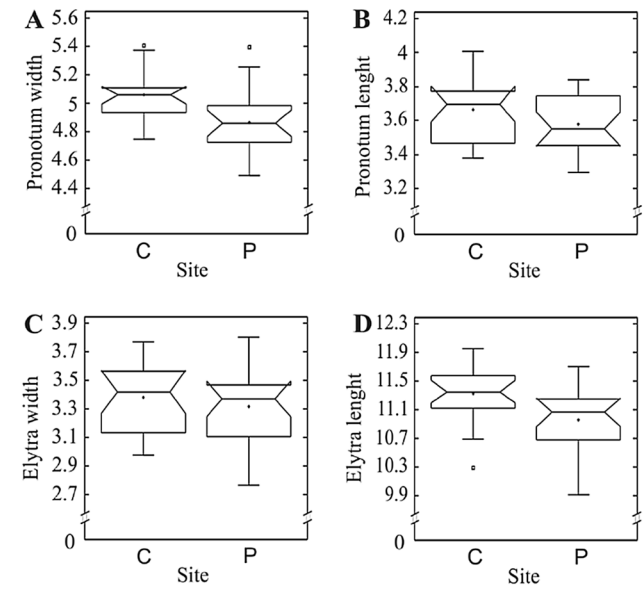 A
Pronotum width
5.6
5.4
5.2
5
4.8
4.6
4.4
0
C P
Site
B
Pronotum lenght
4.2
4
3.8
3.6
3.4
3.2
0
C P
Site
C
Elytra width
3.9
3.7
3.5
3.3
3.1
2.9
2.7
0
C P
Site
D
Elytra lenght
12.3
11.9
11.5
11.1
10.7
10.3
9.9
0
C P
Site